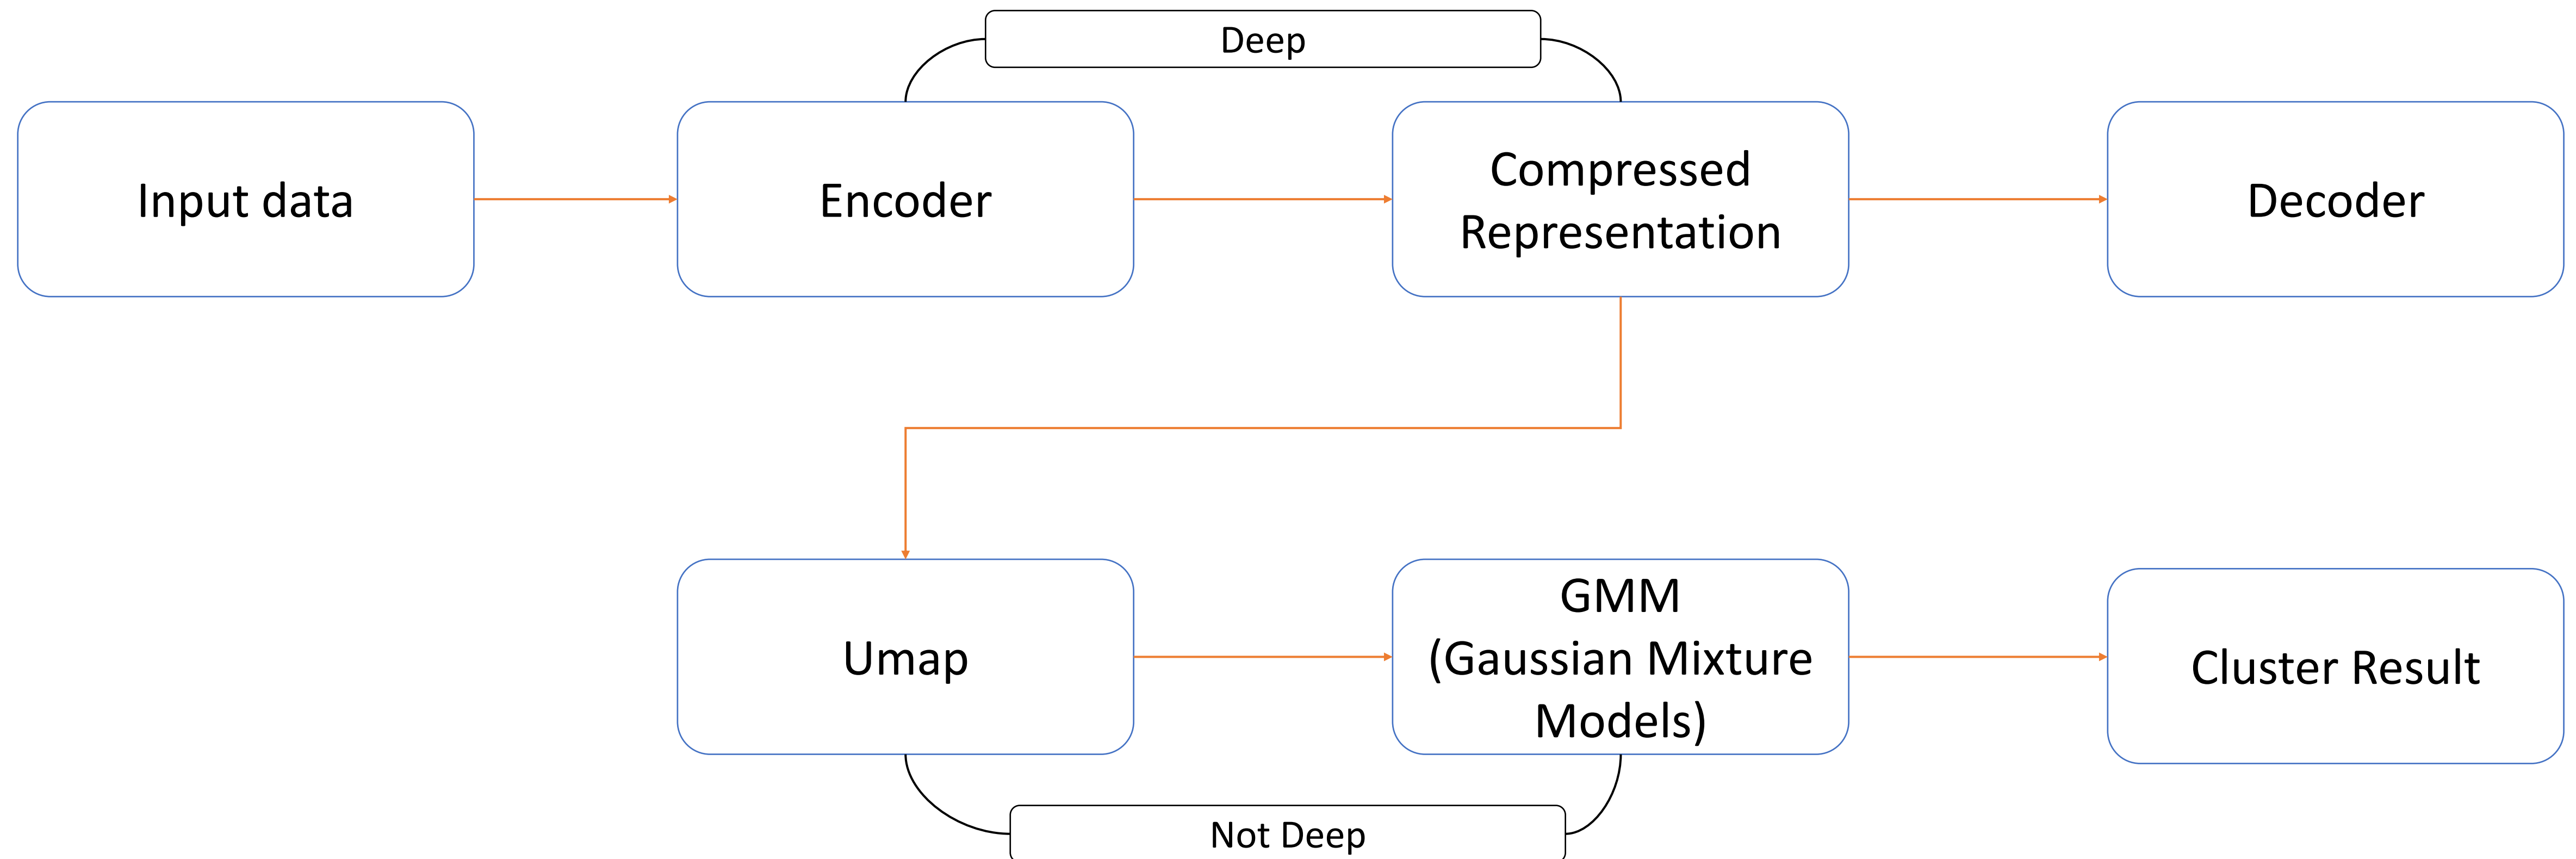 Deep
Input data
Encoder
Compressed
Representation
Decoder
Umap
GMM
(Gaussian Mixture
Models)
Cluster Result
Not Deep